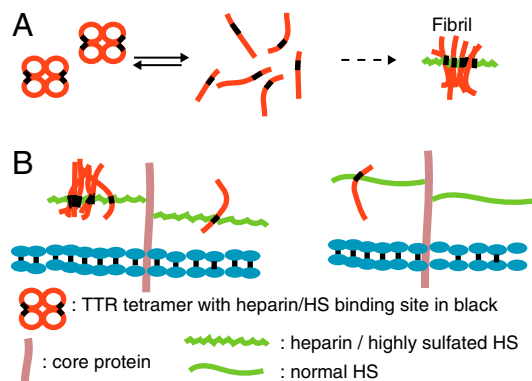 A
Fibril
B
: TTR tetramer with heparin/HS binding site in black
: heparin / highly sulfated HS
: core protein
: normal HS